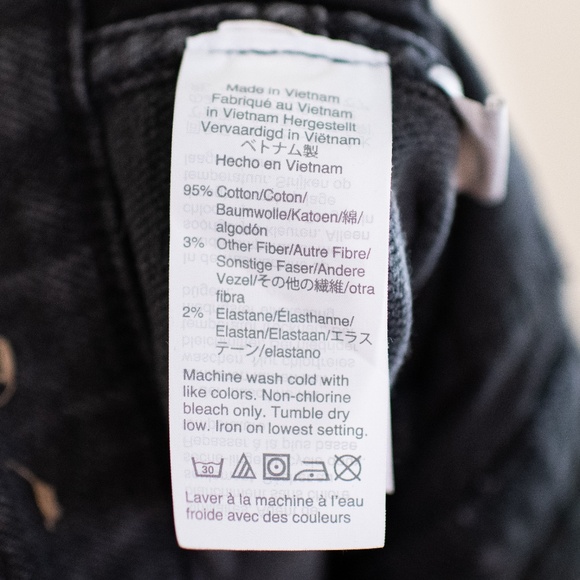 Made in Vietnam
Fabriqué au Vietnam
in Vietnam Hergestellt
Vervaardigd in Viëtnam
ベトナム製
Hecho en Vietnam
95% Cotton/Coton/
Baumwolle/Katoen/綿/
algodón
3% Other Fiber/Autre Fibre/
Sonstige Faser/Andere
Vezel/その他の繊維/otra
fibra
2% Elastane/Élasthanne/
Elastan/Elastaan/エラス
テーン/elastano
Machine wash cold with
like colors. Non-chlorine
bleach only. Tumble dry
low. Iron on lowest setting.
30
Laver à la machine à l'eau
froide avec des couleurs